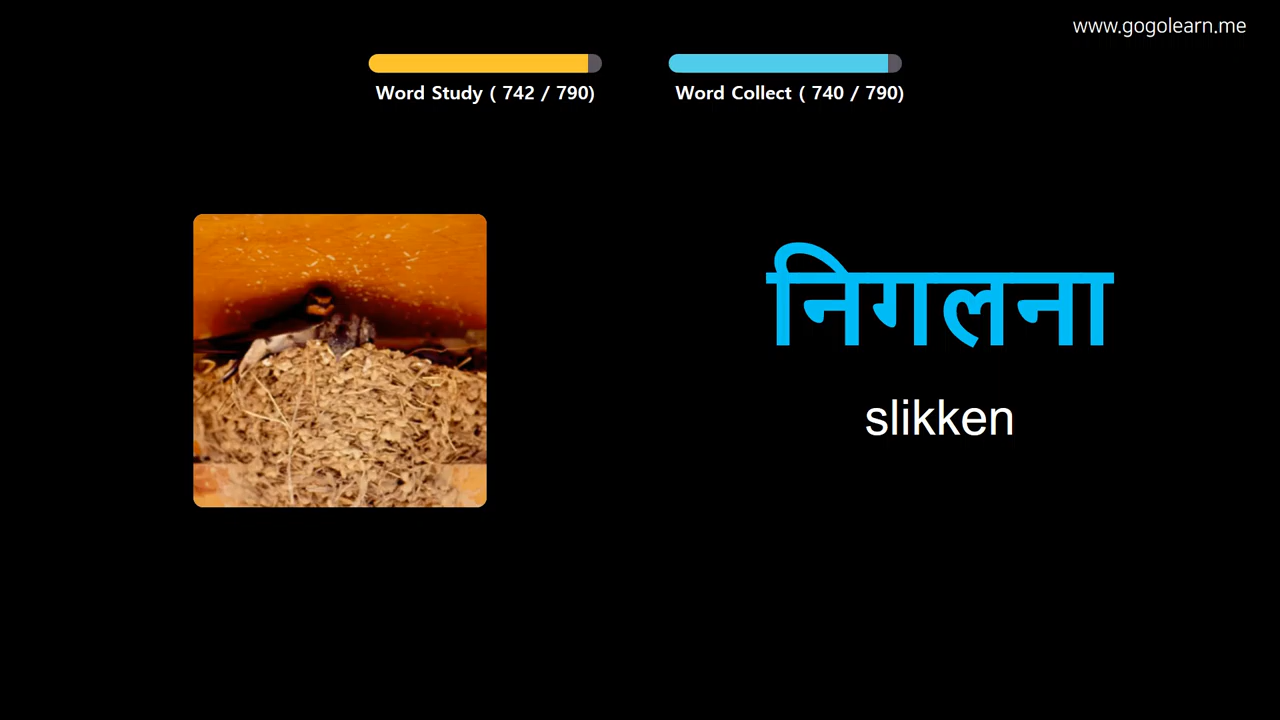 www.gogolearn.me
Word Study ( 742 / 790)
Word Collect ( 740 / 790)
निगलना
slikken